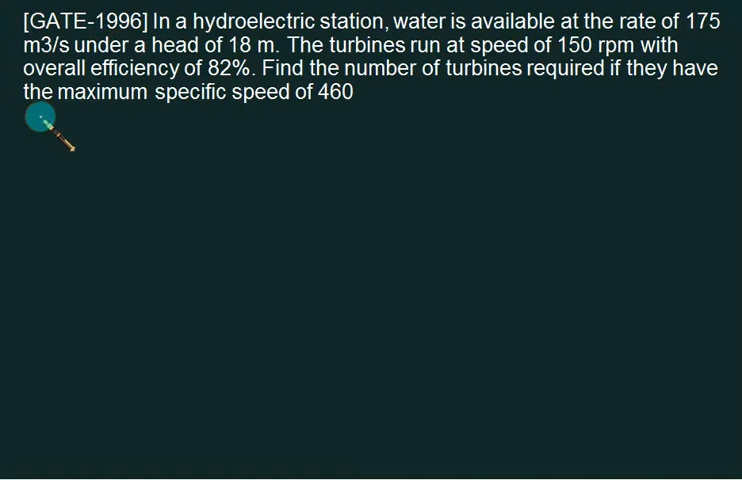 [GATE-1996] In a hydroelectric station, water is available at the rate of 175
m3/s under a head of 18 m. The turbines run at speed of 150 rpm with
overall efficiency of 82%. Find the number of turbines required if they have
the maximum specific speed of 460